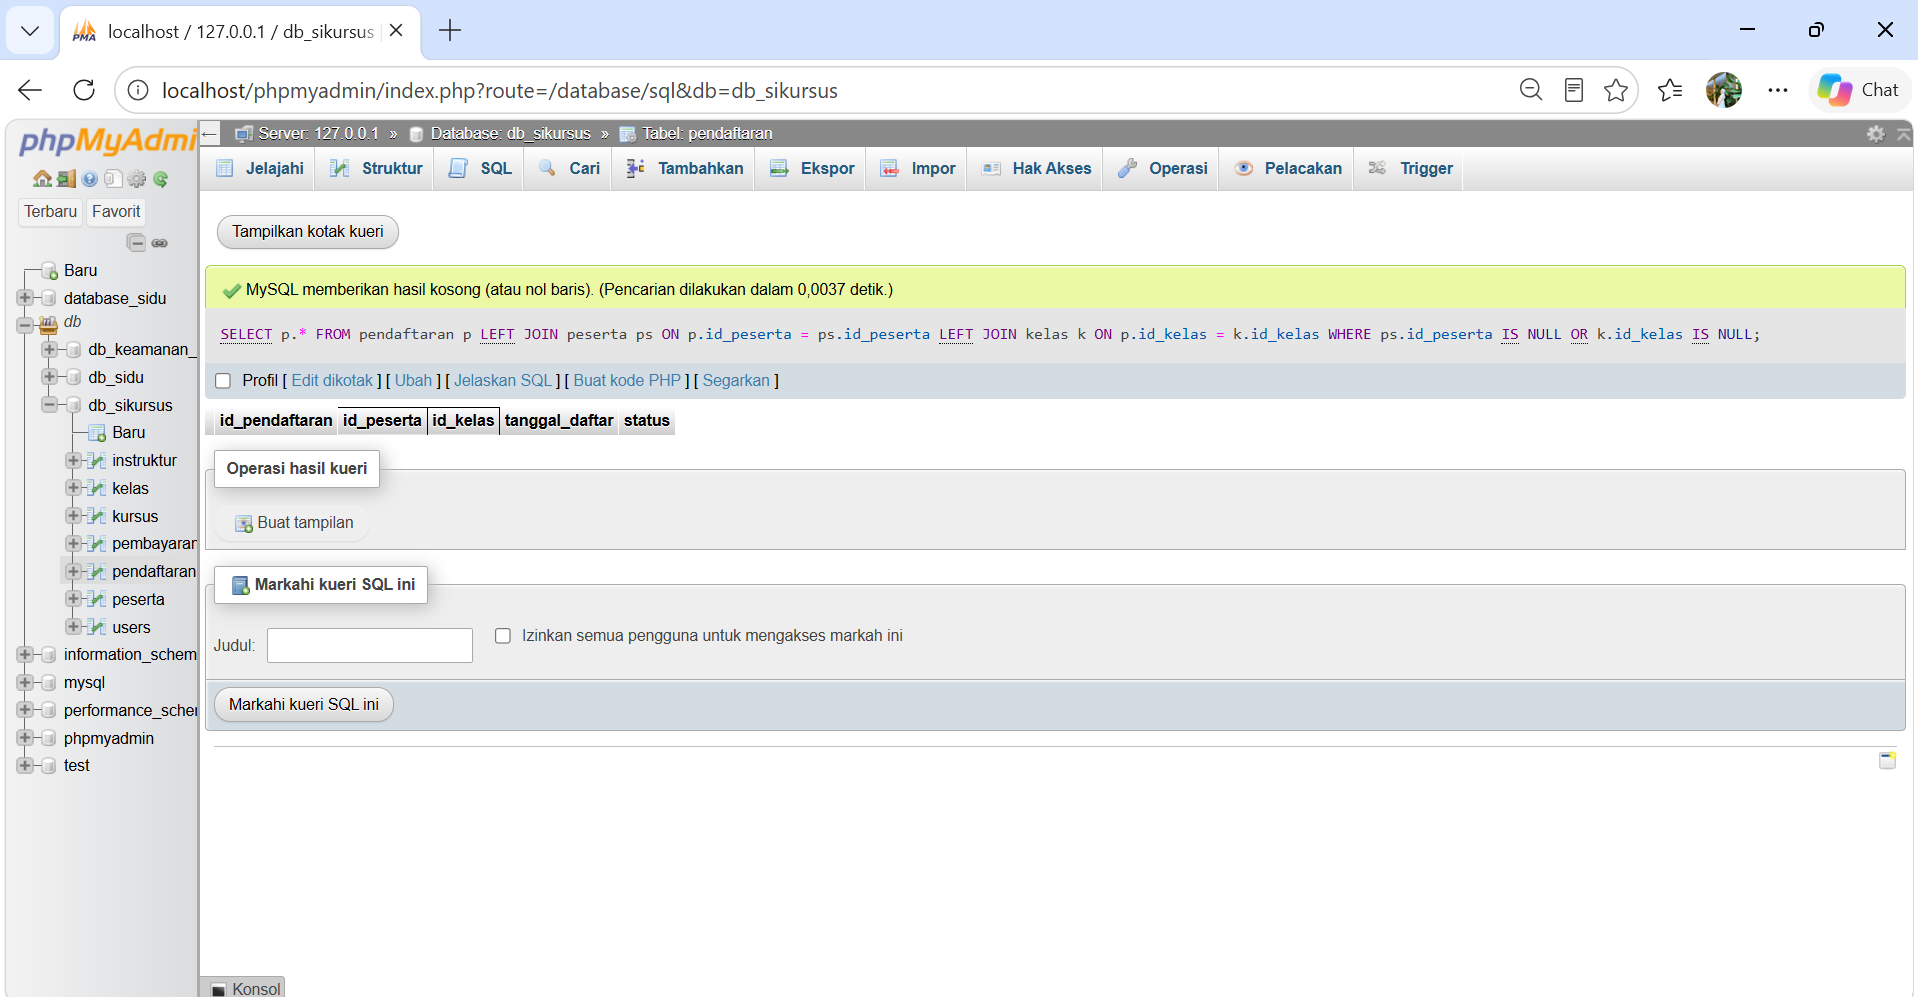 localhost / 127.0.0.1 / db_sikursus
localhost/phpmyadmin/index.php?route=/database/sql&db=db_sikursus
Chat
phpMyAdmi
Terbaru
Favorit
Baru
database_sidu
db
db_keamanan_
db_sidu
db_sikursus
Baru
instruktur
kelas
kursus
pembayaran
pendaftaran
peserta
users
information_schem
mysql
performance_schem
phpmyadmin
test
Server: 127.0.0.1 » Database: db_sikursus » Tabel: pendaftaran
Jelajahi
Struktur
SQL
Cari
Tambahkan
Ekspor
Impor
Hak Akses
Operasi
Pelacakan
Trigger
Tampilkan kotak kueri
MySQL memberikan hasil kosong (atau nol baris). (Pencarian dilakukan dalam 0,0037 detik.)
SELECT p.* FROM pendaftaran p LEFT JOIN peserta ps ON p.id_peserta = ps.id_peserta LEFT JOIN kelas k ON p.id_kelas = k.id_kelas WHERE ps.id_peserta IS NULL OR k.id_kelas IS NULL;
Profil [ Edit dikotak ] [ Ubah ] [ Jelaskan SQL ] [ Buat kode PHP ] [ Segarkan ]
id_pendaftaran id_peserta id_kelas tanggal_daftar status
Operasi hasil kueri
Buat tampilan
Markahi kueri SQL ini
Judul:
Izinkan semua pengguna untuk mengakses markah ini
Markahi kueri SQL ini
Konsol